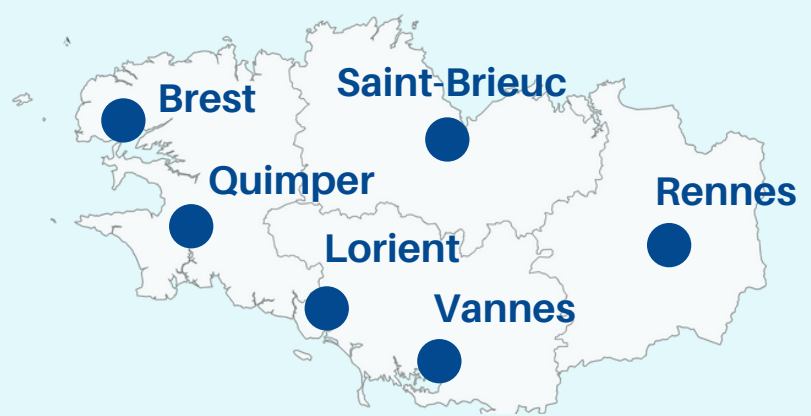 Saint-Brieuc
Brest
Quimper
Rennes
Lorient
Vannes